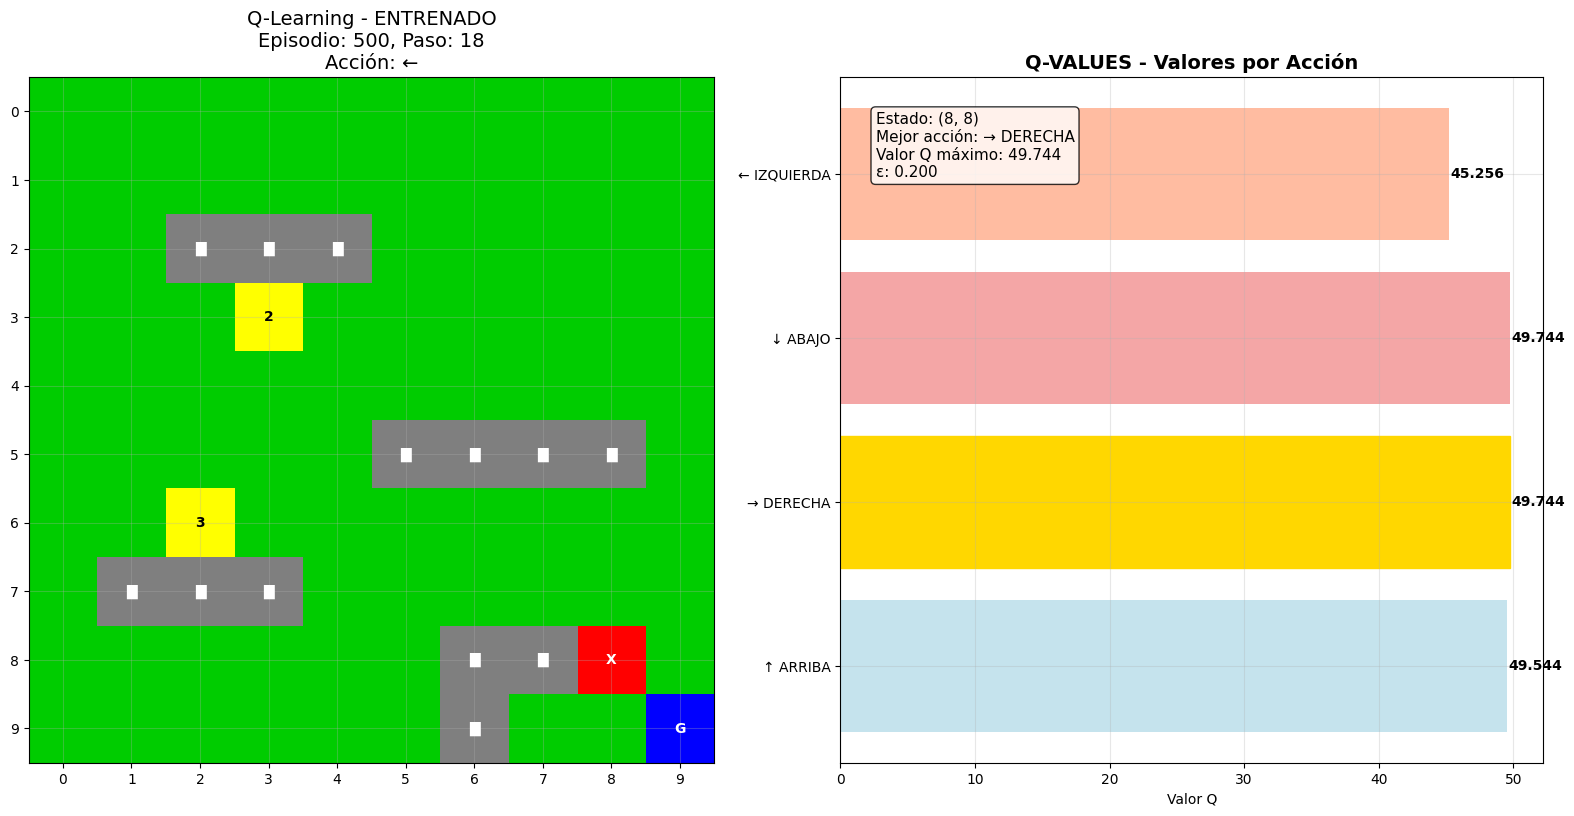 Q-Learning - ENTRENADO
Episodio: 500, Paso: 18
Acción: ←
0
1
2
3
4
5
6
7
8
9
2
3
X
G
0 1 2 3 4 5 6 7 8 9
Q-VALUES - Valores por Acción
Estado: (8, 8)
Mejor acción: → DERECHA
Valor Q máximo: 49.744
ε: 0.200
← IZQUIERDA 45.256
↓ ABAJO 49.744
→ DERECHA 49.744
↑ ARRIBA 49.544
0 10 20 30 40 50
Valor Q